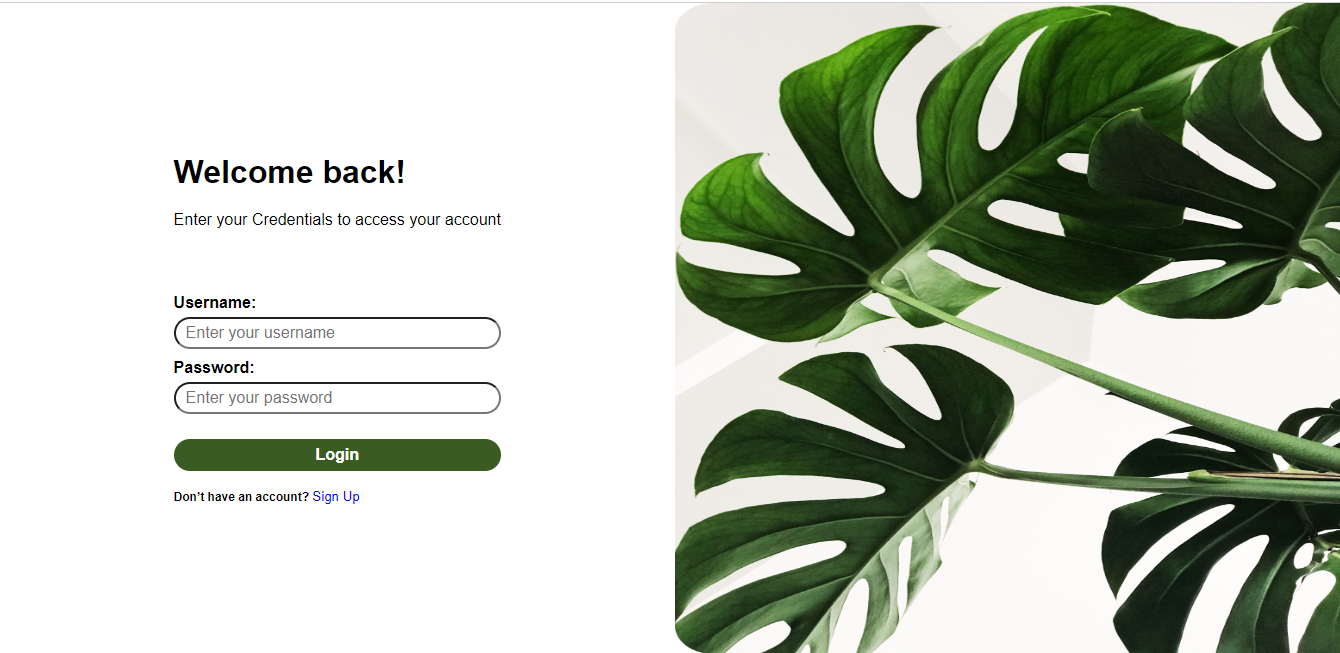 Welcome back!
Enter your Credentials to access your account
Username:
Enter your username
Password:
Enter your password
Login
Don't have an account? Sign Up